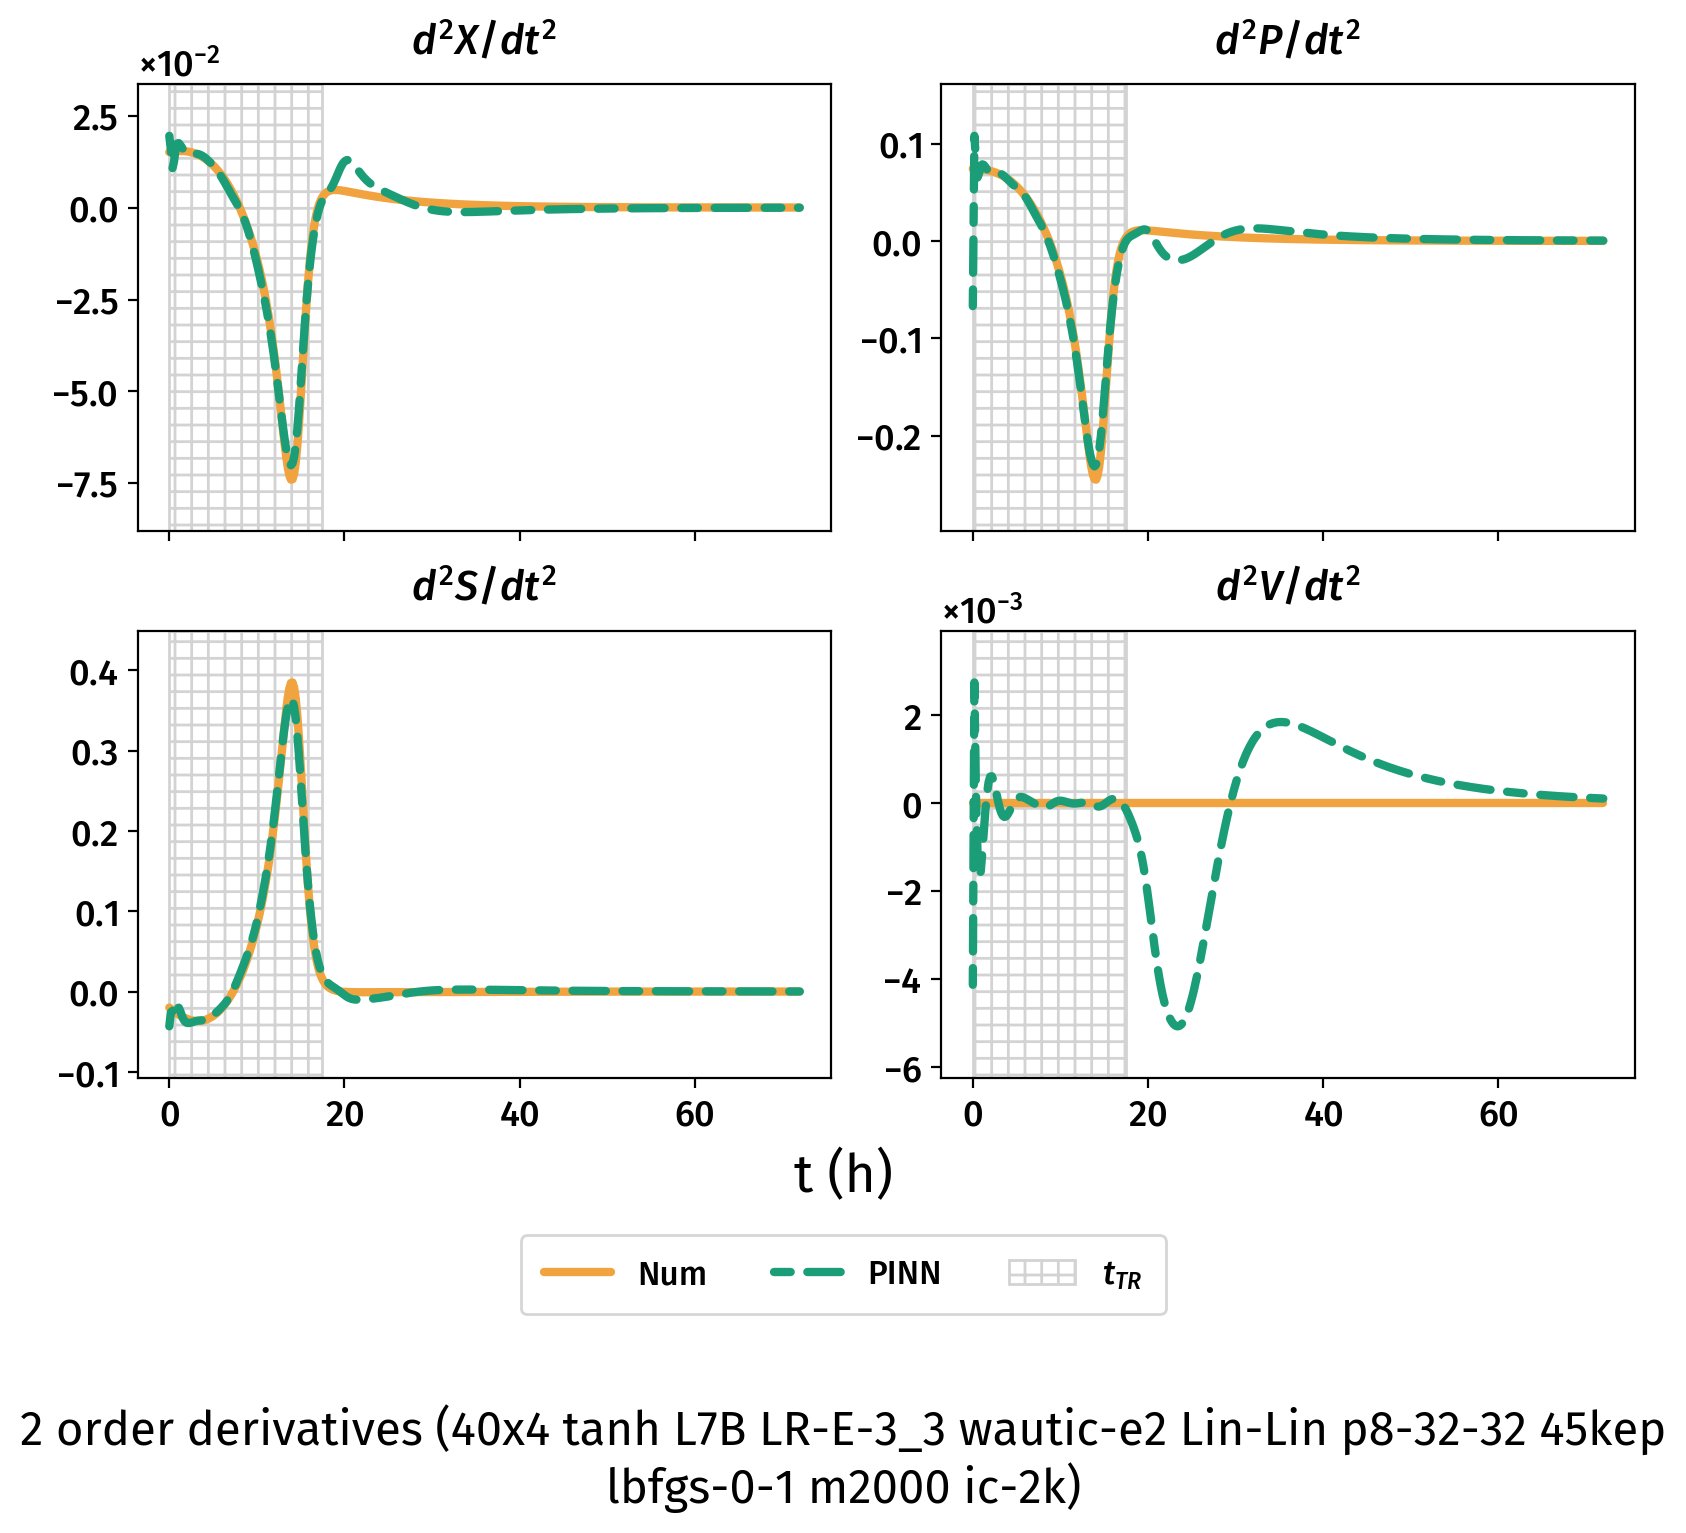 d²X/dt²
×10⁻²
2.5
0.0
−2.5
−5.0
−7.5
d²P/dt²
0.1
0.0
−0.1
−0.2
d²S/dt²
0.4
0.3
0.2
0.1
0.0
−0.1
0 20 40 60
d²V/dt²
×10⁻³
2
0
−2
−4
−6
0 20 40 60
t (h)
Num PINN t_TR
2 order derivatives (40x4 tanh L7B LR-E-3_3 wautic-e2 Lin-Lin p8-32-32 45kep
lbfgs-0-1 m2000 ic-2k)